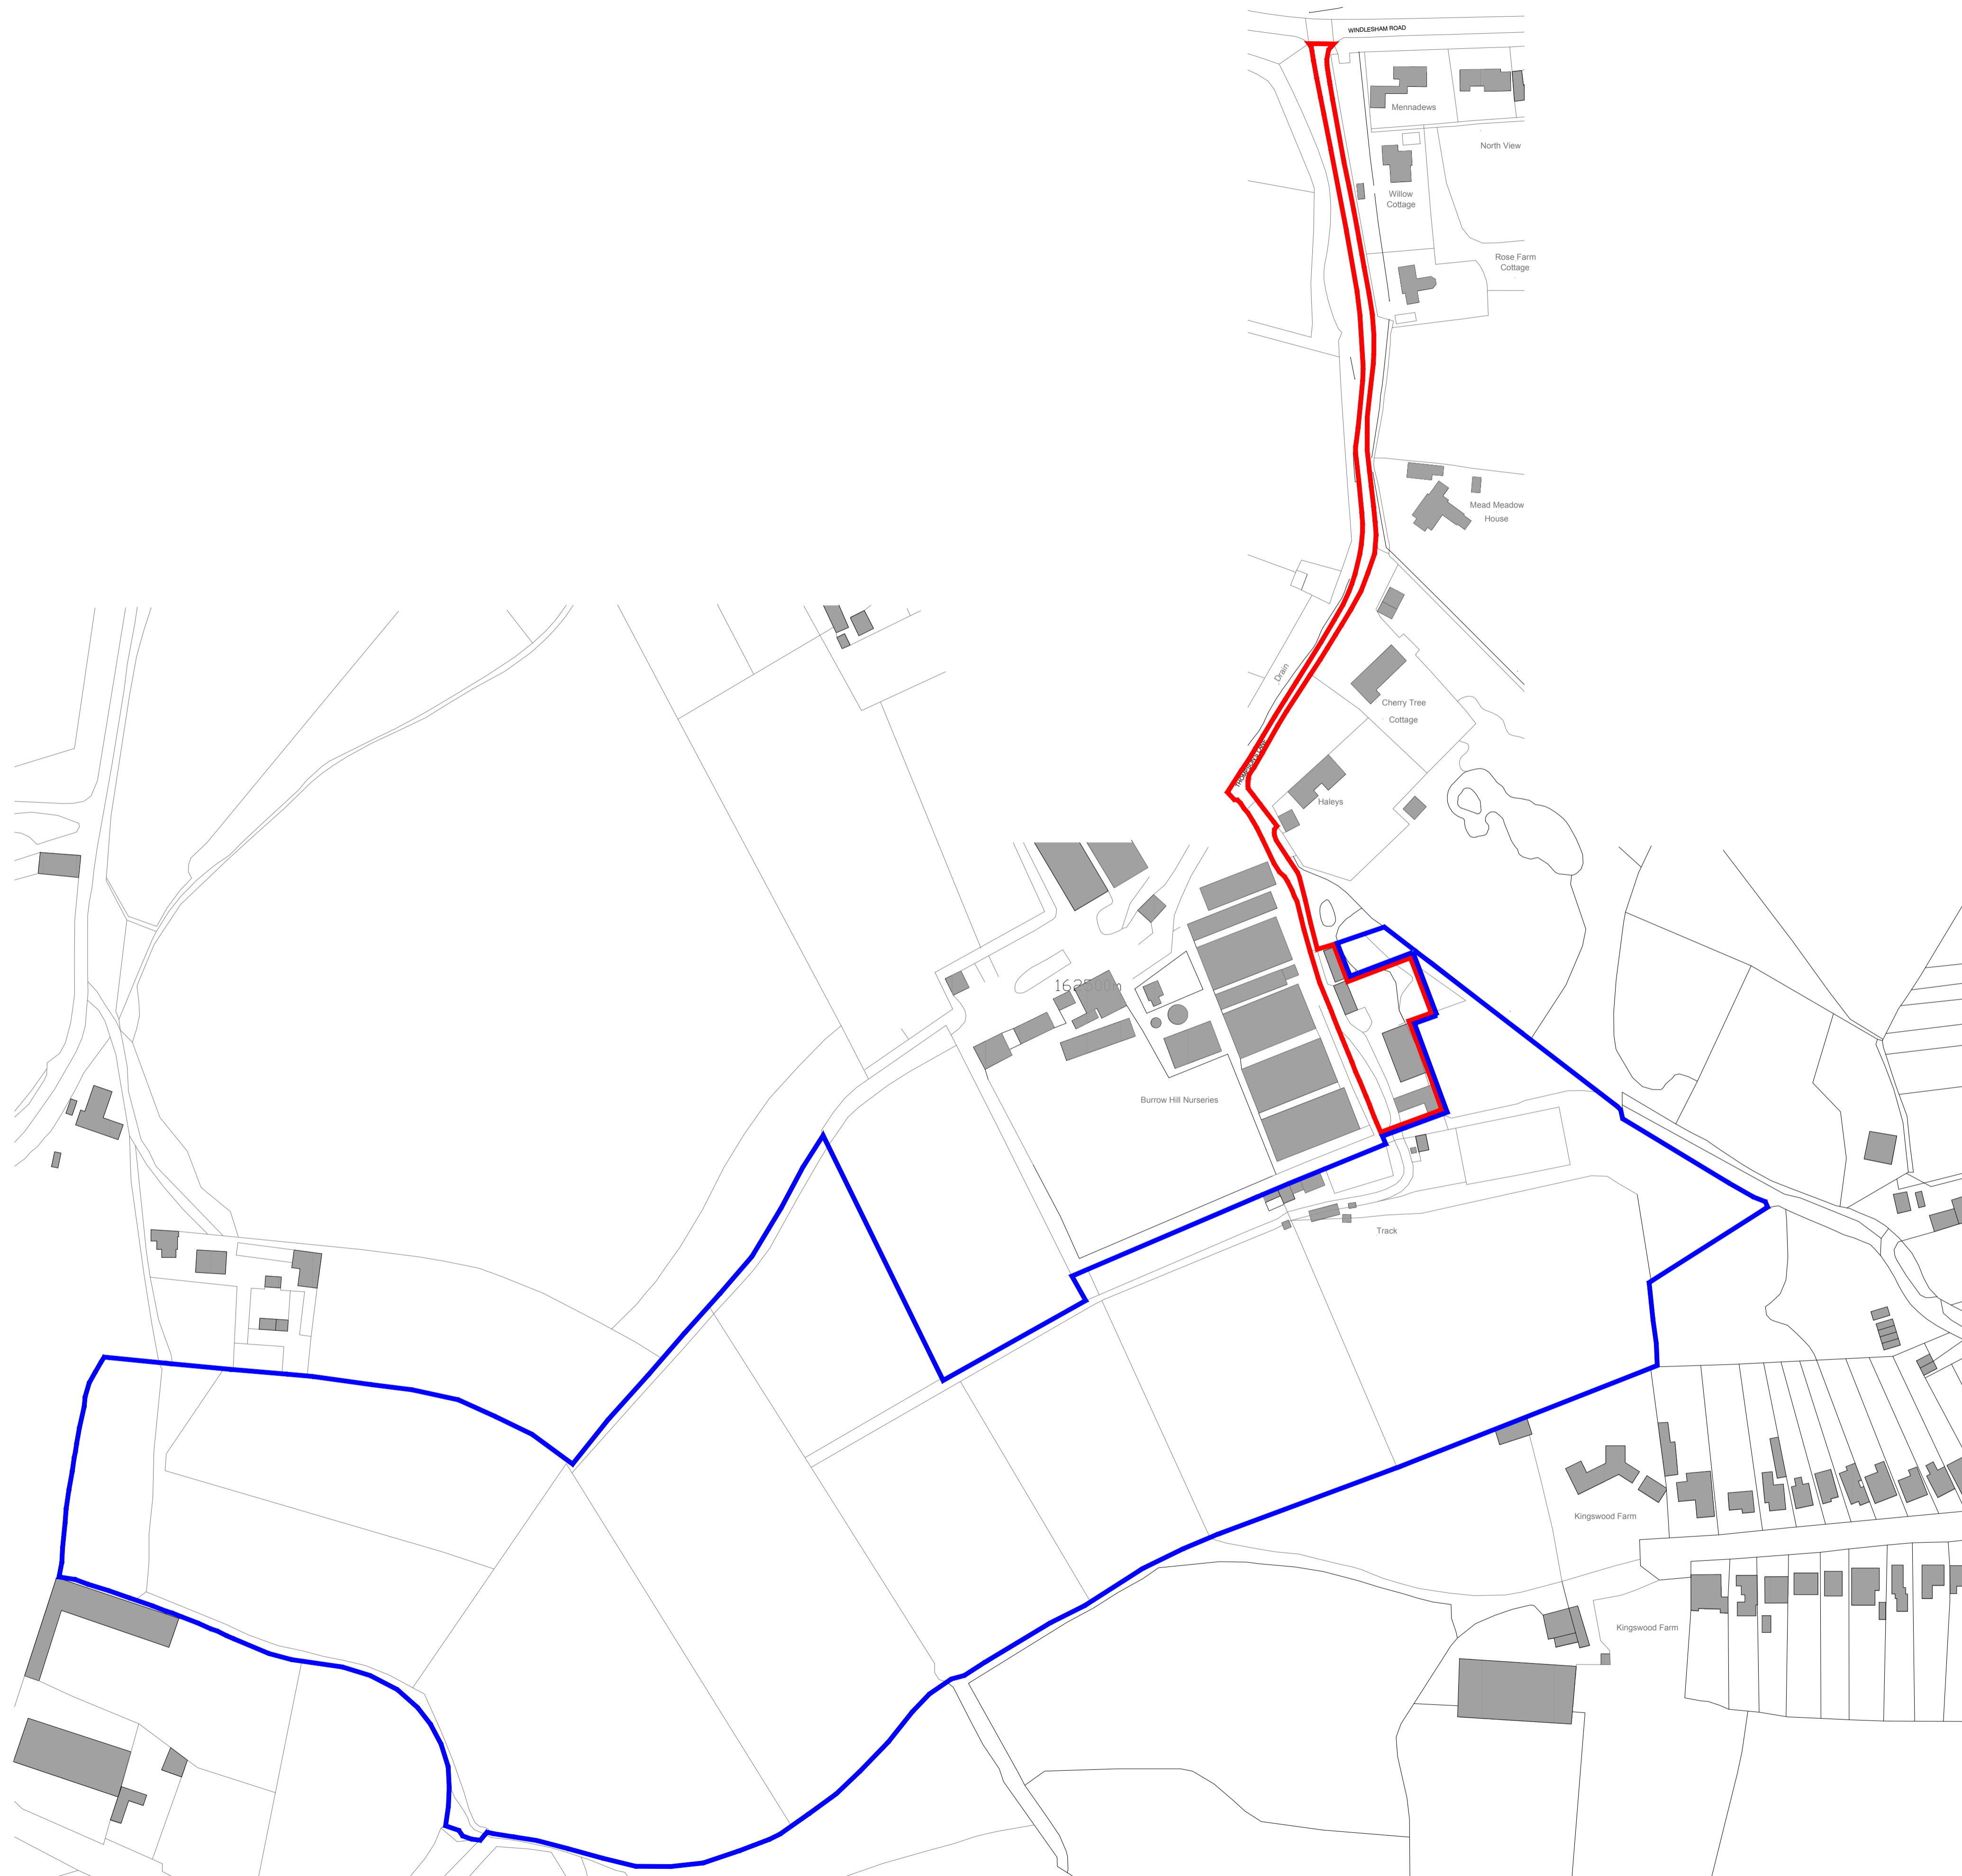 WINDLESHAM ROAD
Mennadews
North View
Willow
Cottage
Rose Farm
Cottage
Mead Meadow
House
Drain
Cherry Tree
Cottage
Haleys
162500m
Burrow Hill Nurseries
Track
Kingswood Farm
Kingswood Farm